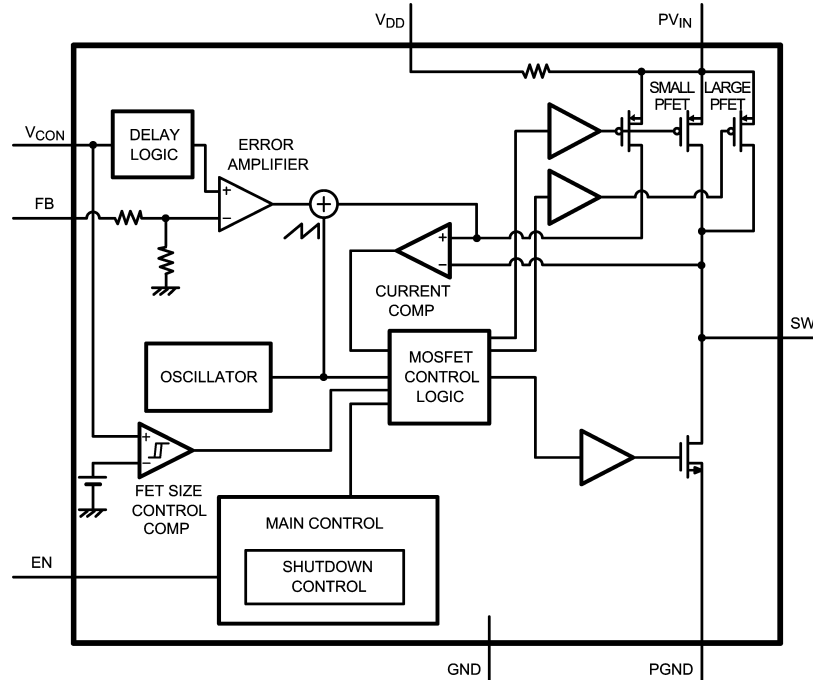 VDD
PVIN
SMALL PFET
LARGE PFET
VCON
DELAY LOGIC
ERROR AMPLIFIER
+
−
+
FB
+
−
CURRENT COMP
SW
OSCILLATOR
MOSFET CONTROL LOGIC
+
−
FET SIZE CONTROL COMP
MAIN CONTROL
EN
SHUTDOWN CONTROL
GND
PGND